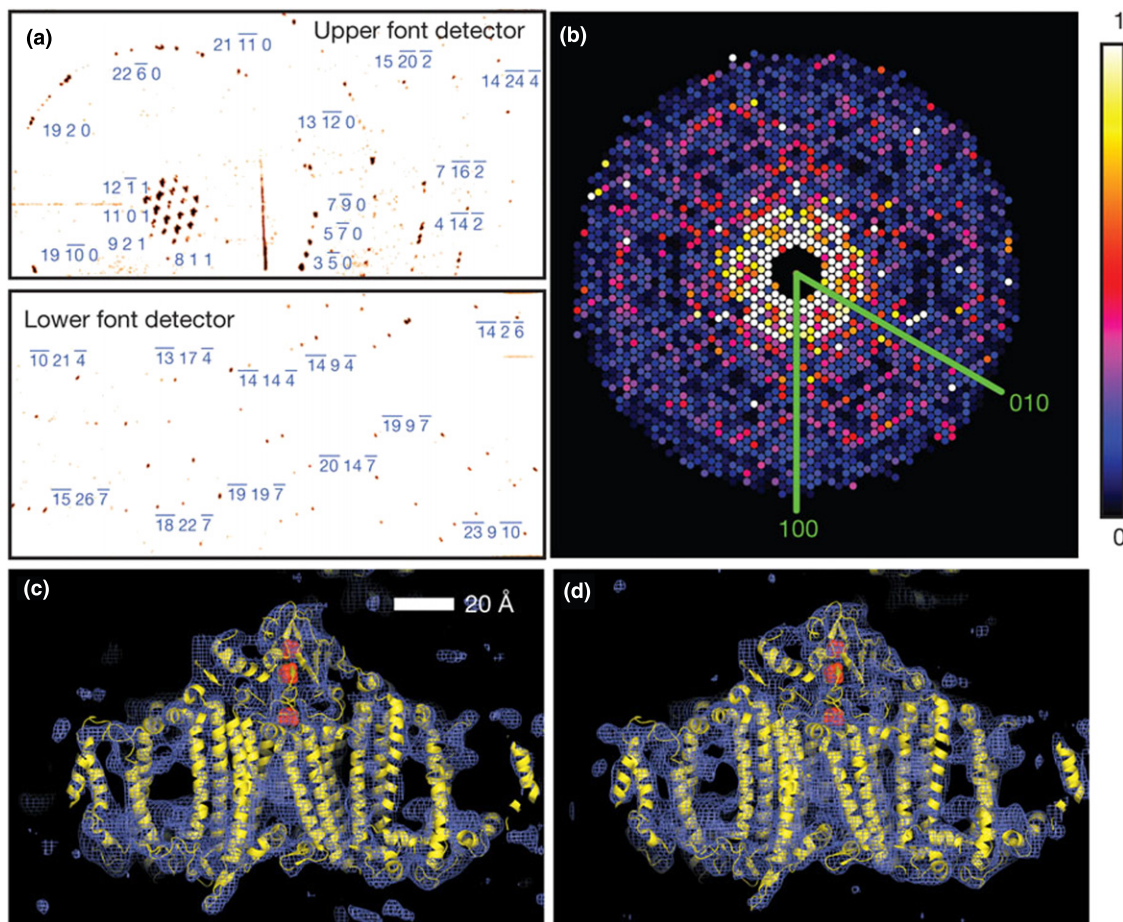 (a)
Upper font detector
21 1̅1̅ 0
22 6̅ 0
15 2̅0̅ 2̅
14 2̅4̅ 4̅
19 2 0
13 1̅2̅ 0
12 1̅ 1
7 1̅6̅ 2̅
11 0 1
7 9̅ 0
4 1̅4̅ 2̅
9 2 1
5 7̅ 0
19 1̅0̅ 0
8 1 1
3 5̅ 0
Lower font detector
1̅4̅ 2̅ 6̅
1̅0̅ 21 4̅
1̅3̅ 17 4̅
1̅4̅ 9 4̅
1̅4̅ 14 4̅
1̅9̅ 9 7̅
2̅0̅ 14 7̅
1̅5̅ 26 7̅
1̅9̅ 19 7̅
1̅8̅ 22 7̅
2̅3̅ 9 1̅0̅
(b)
010
100
1
0
(c)
20 Å
(d)